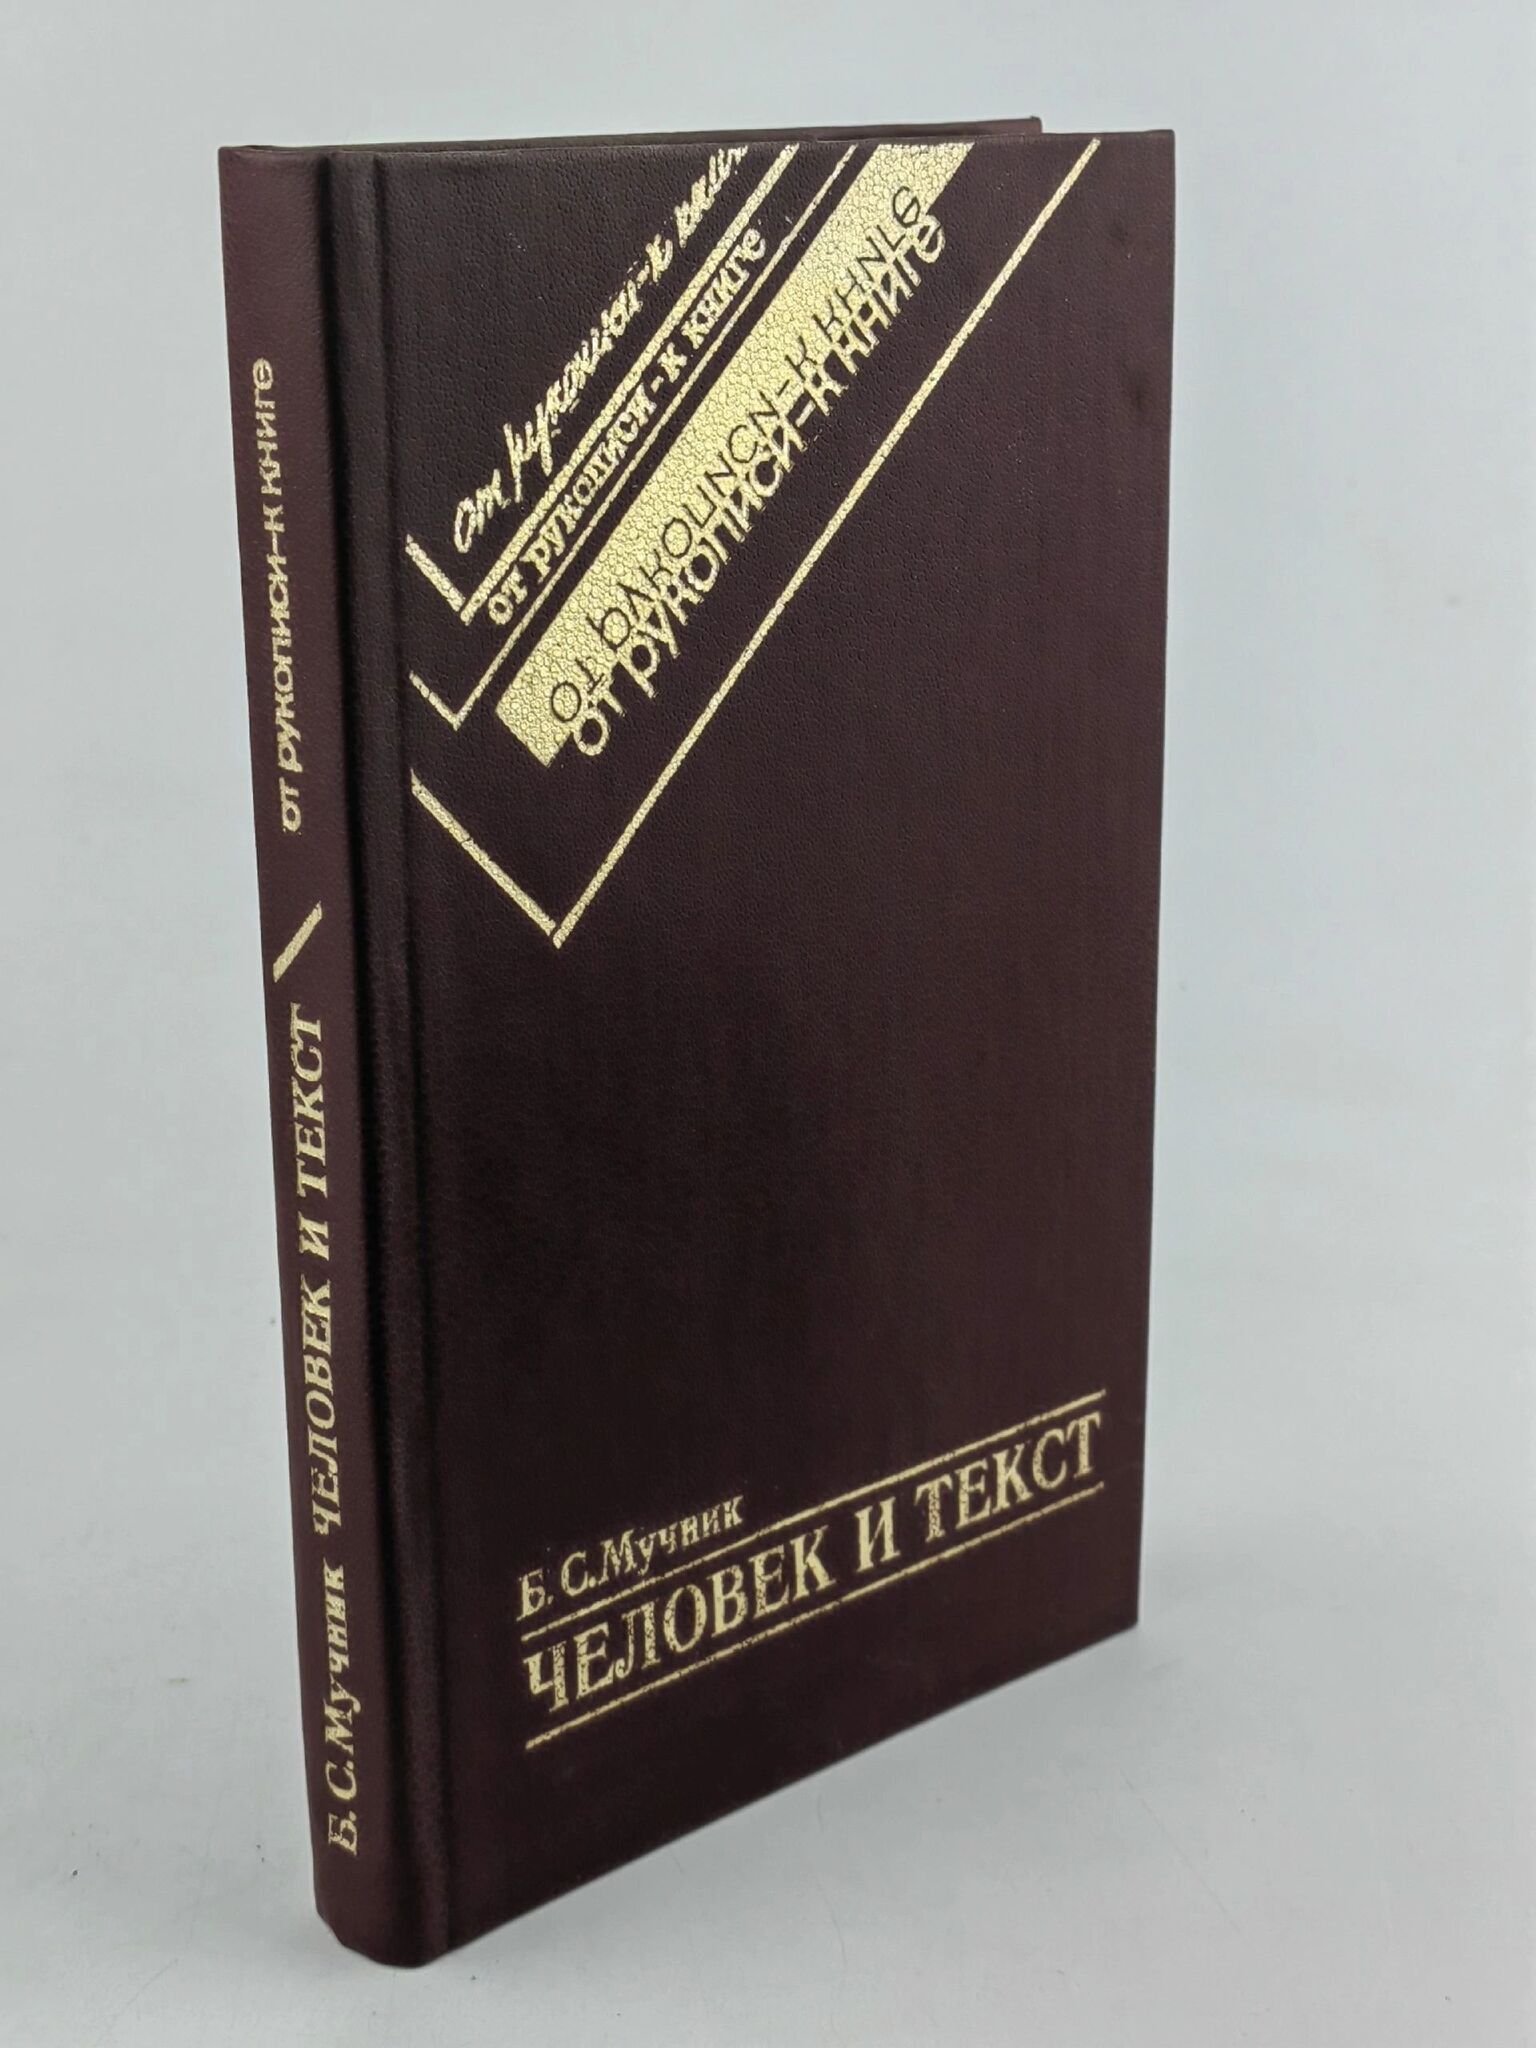 от рукописи-к книге
от рукописи-к книге
от рукописи-к книге
от рукописи-к книге
Б. С. Мучник
ЧЕЛОВЕК И ТЕКСТ
Б. С. Мучник ЧЕЛОВЕК И ТЕКСТ / от рукописи-к книге